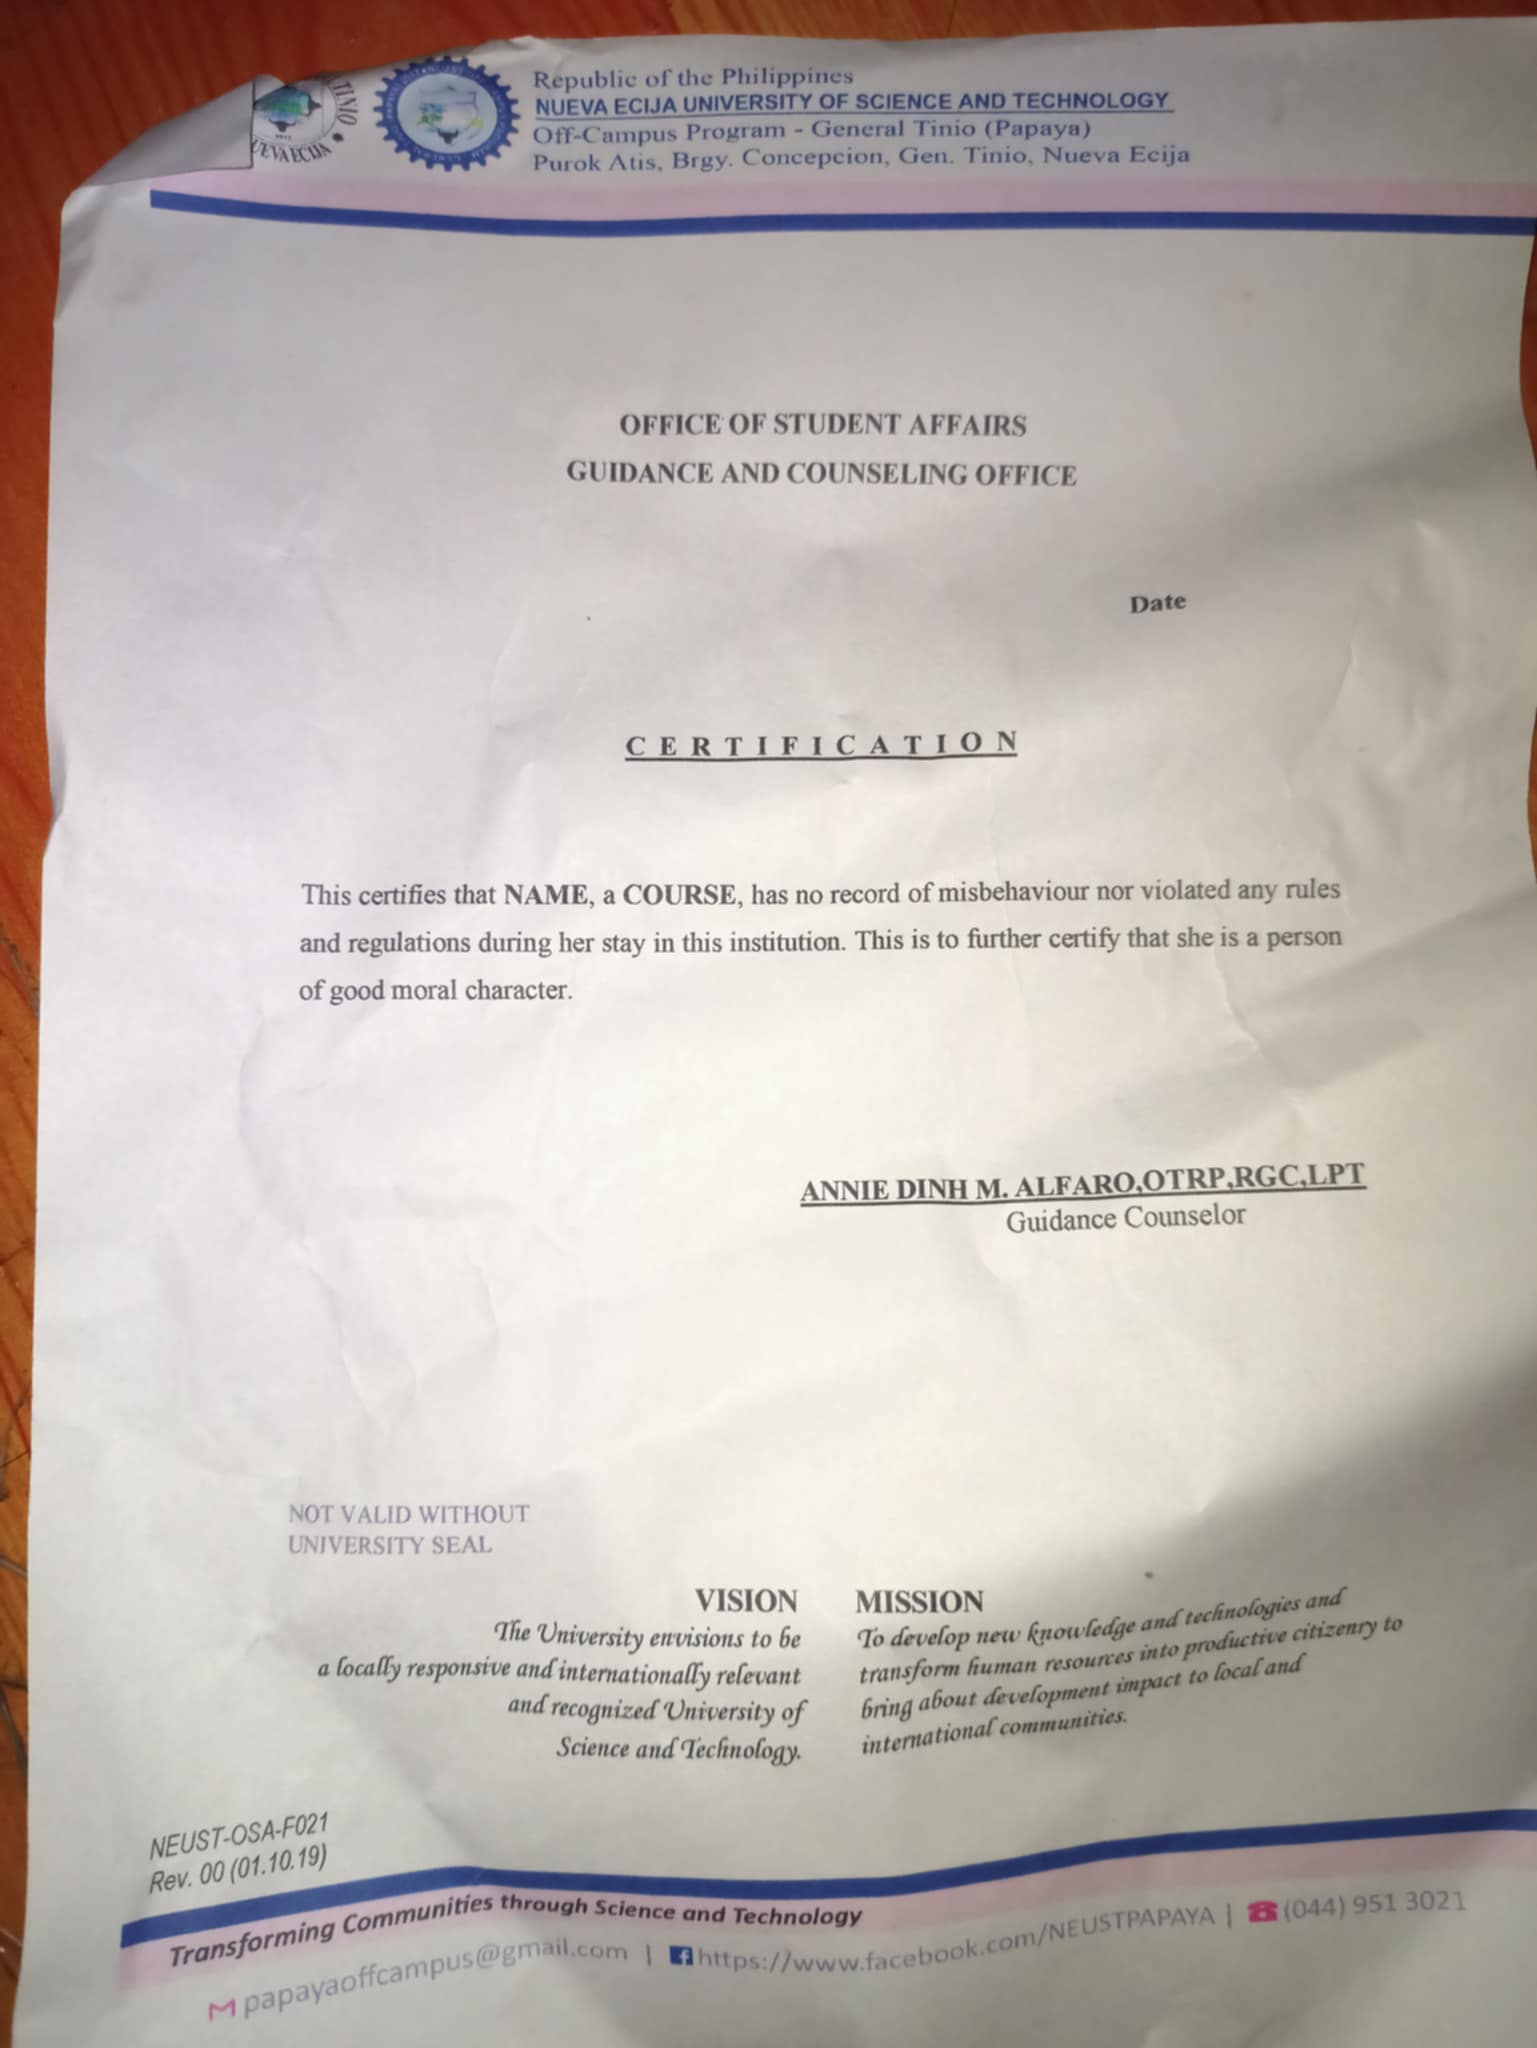 TINIO
UEVA ECIJA
Republic of the Philippines
NUEVA ECIJA UNIVERSITY OF SCIENCE AND TECHNOLOGY
Off-Campus Program - General Tinio (Papaya)
Purok Atis, Brgy. Concepcion, Gen. Tinio, Nueva Ecija
OFFICE OF STUDENT AFFAIRS
GUIDANCE AND COUNSELING OFFICE
Date
CERTIFICATION
This certifies that NAME, a COURSE, has no record of misbehaviour nor violated any rules
and regulations during her stay in this institution. This is to further certify that she is a person
of good moral character.
ANNIE DINH M. ALFARO,OTRP,RGC,LPT
Guidance Counselor
NOT VALID WITHOUT
UNIVERSITY SEAL
VISION
The University envisions to be
a locally responsive and internationally relevant
and recognized University of
Science and Technology.
MISSION
To develop new knowledge and technologies and
transform human resources into productive citizenry to
bring about development impact to local and
international communities.
NEUST-OSA-F021
Rev. 00 (01.10.19)
Transforming Communities through Science and Technology
papayaoffcampus@gmail.com | https://www.facebook.com/NEUSTPAPAYA | (044) 951 3021